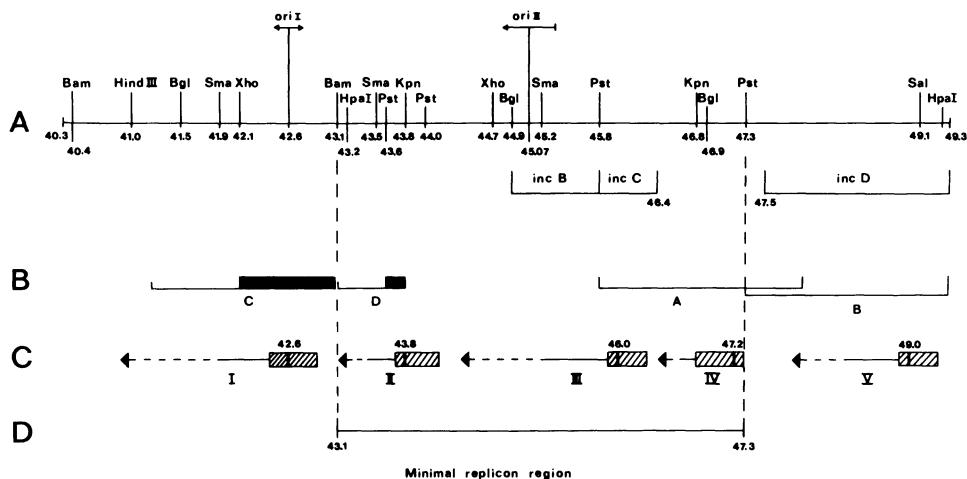 ori I ori II
Bam Hind III Bgl Sma Xho Bam HpaI Sma Pst Kpn Pst Xho Bgl Sma Pst Kpn Bgl Pst Sal HpaI
A
40.3 40.4 41.0 41.5 41.9 42.1 42.6 43.1 43.2 43.5 43.6 43.8 44.0 44.7 44.9 45.07 45.2 45.8 46.8 46.9 47.3 49.1 49.3
inc B inc C inc D
46.4 47.5
B
C D A B
C
42.6 43.8 46.0 47.2 49.0
I II III IV V
D
43.1 47.3
Minimal replicon region